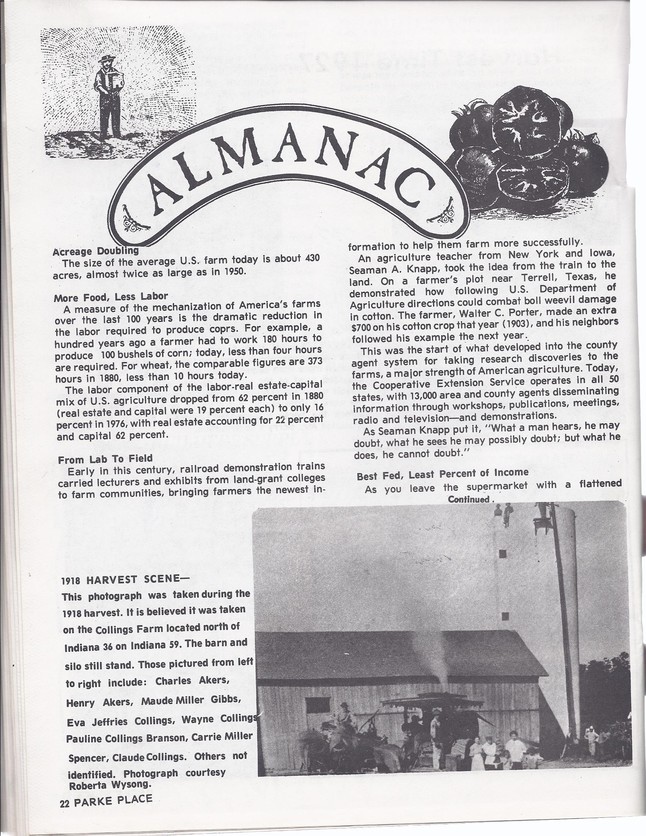 ALMANAC
Acreage Doubling
The size of the average U.S. farm today is about 430
acres, almost twice as large as in 1950.
More Food, Less Labor
A measure of the mechanization of America's farms
over the last 100 years is the dramatic reduction in
the labor required to produce coprs. For example, a
hundred years ago a farmer had to work 180 hours to
produce 100 bushels of corn; today, less than four hours
are required. For wheat, the comparable figures are 373
hours in 1880, less than 10 hours today.
The labor component of the labor-real estate-capital
mix of U.S. agriculture dropped from 62 percent in 1880
(real estate and capital were 19 percent each) to only 16
percent in 1976, with real estate accounting for 22 percent
and capital 62 percent.
From Lab To Field
Early in this century, railroad demonstration trains
carried lecturers and exhibits from land-grant colleges
to farm communities, bringing farmers the newest in-
formation to help them farm more successfully.
An agriculture teacher from New York and Iowa,
Seaman A. Knapp, took the idea from the train to the
land. On a farmer's plot near Terrell, Texas, he
demonstrated how following U.S. Department of
Agriculture directions could combat boll weevil damage
in cotton. The farmer, Walter C. Porter, made an extra
$700 on his cotton crop that year (1903), and his neighbors
followed his example the next year.
This was the start of what developed into the county
agent system for taking research discoveries to the
farms, a major strength of American agriculture. Today,
the Cooperative Extension Service operates in all 50
states, with 13,000 area and county agents disseminating
information through workshops, publications, meetings,
radio and television—and demonstrations.
As Seaman Knapp put it, "What a man hears, he may
doubt, what he sees he may possibly doubt; but what he
does, he cannot doubt."
Best Fed, Least Percent of Income
As you leave the supermarket with a flattened
Continued .
1918 HARVEST SCENE—
This photograph was taken during the
1918 harvest. It is believed it was taken
on the Collings Farm located north of
Indiana 36 on Indiana 59. The barn and
silo still stand. Those pictured from left
to right include: Charles Akers,
Henry Akers, Maude Miller Gibbs,
Eva Jeffries Collings, Wayne Collings
Pauline Collings Branson, Carrie Miller
Spencer, Claude Collings. Others not
identified. Photograph courtesy
Roberta Wysong.
22 PARKE PLACE